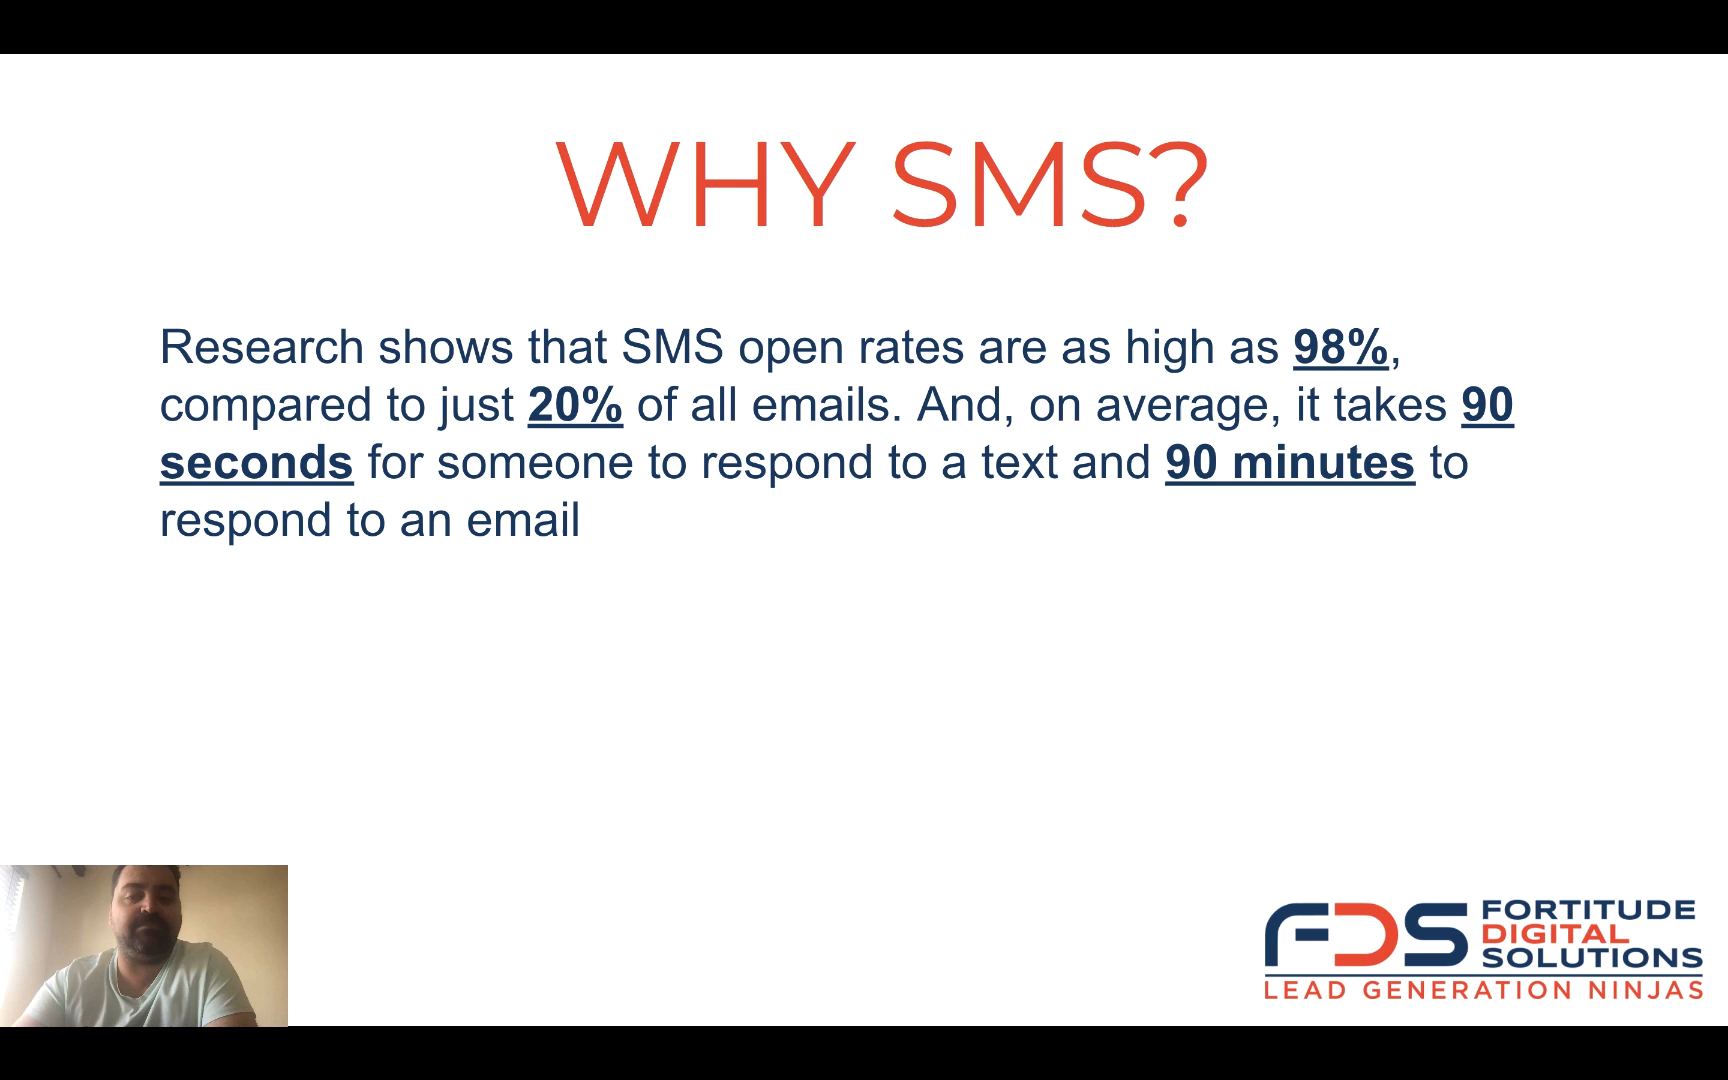 WHY SMS?
Research shows that SMS open rates are as high as 98%,
compared to just 20% of all emails. And, on average, it takes 90
seconds for someone to respond to a text and 90 minutes to
respond to an email
FDS
FORTITUDE
DIGITAL
SOLUTIONS
LEAD GENERATION NINJAS